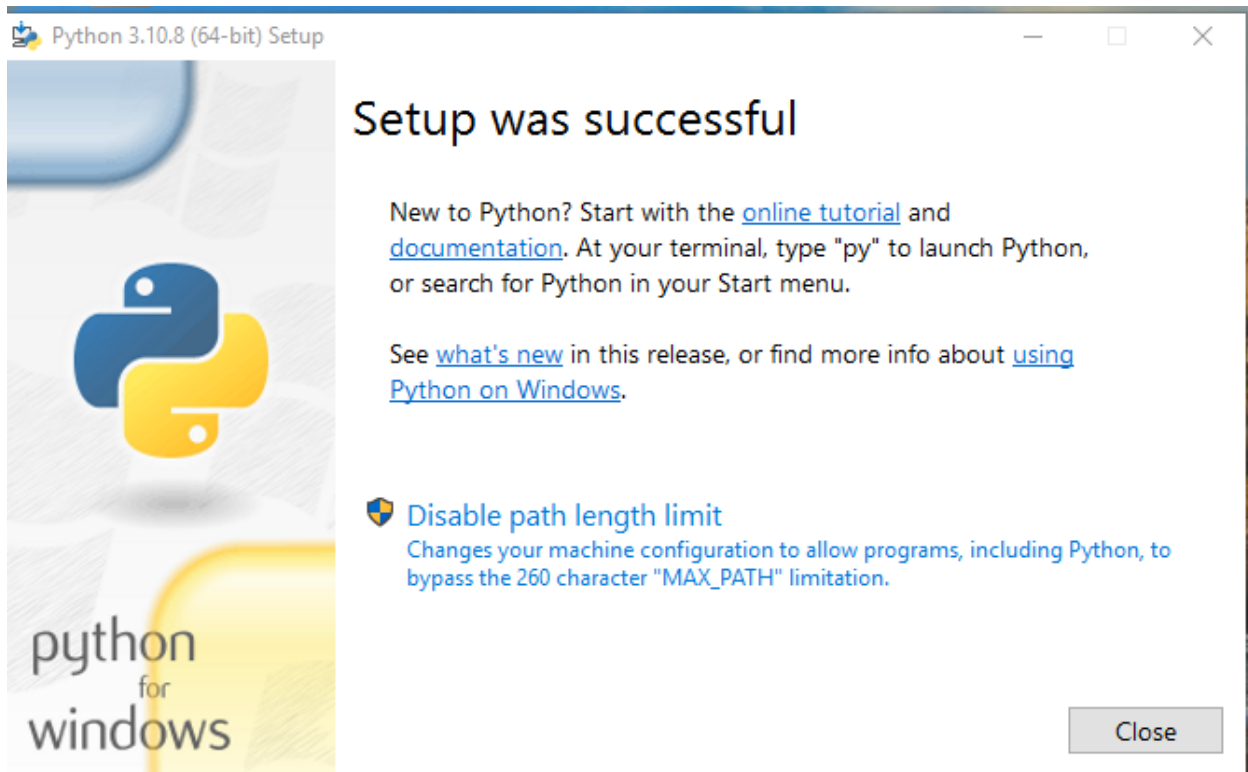 Python 3.10.8 (64-bit) Setup
Setup was successful
New to Python? Start with the online tutorial and
documentation. At your terminal, type "py" to launch Python,
or search for Python in your Start menu.
See what's new in this release, or find more info about using
Python on Windows.
Disable path length limit
Changes your machine configuration to allow programs, including Python, to
bypass the 260 character "MAX_PATH" limitation.
python
for
windows
Close